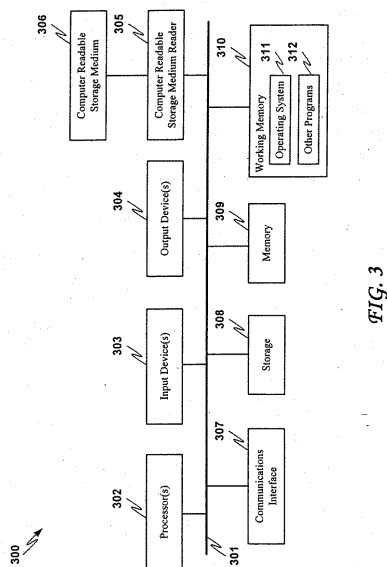 306
Computer Readable
Storage Medium
305
Computer Readable
Storage Medium Reader
304
Output Device(s)
303
Input Device(s)
302
Processor(s)
300
301
307
Communications
Interface
308
Storage
309
Memory
310
Working Memory
311
Operating System
312
Other Programs
FIG. 3